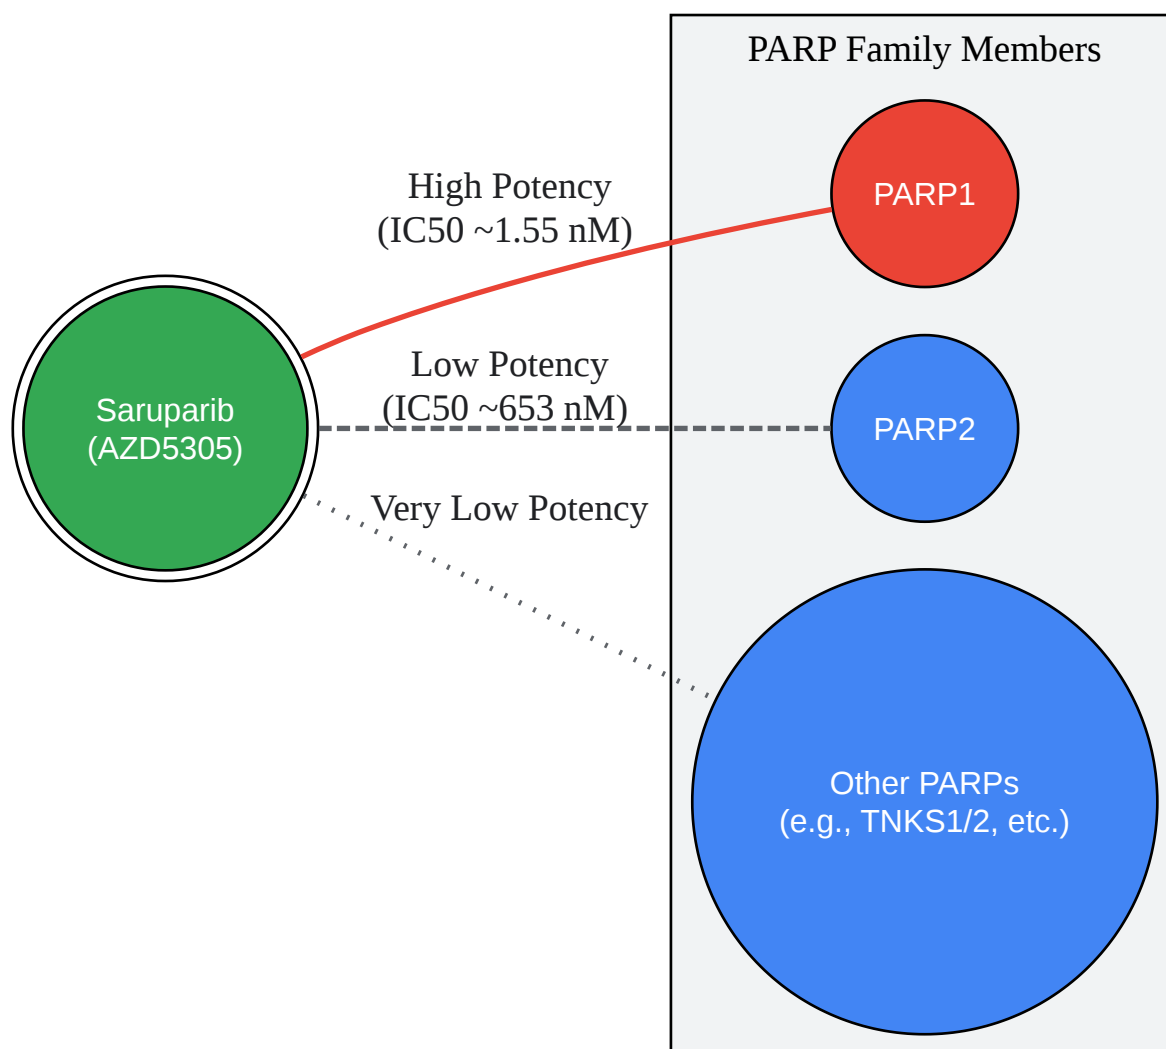 PARP Family Members
High Potency
(IC50 ~1.55 nM)
PARP1
Low Potency
(IC50 ~653 nM)
Saruparib
(AZD5305)
PARP2
Very Low Potency
Other PARPs
(e.g., TNKS1/2, etc.)